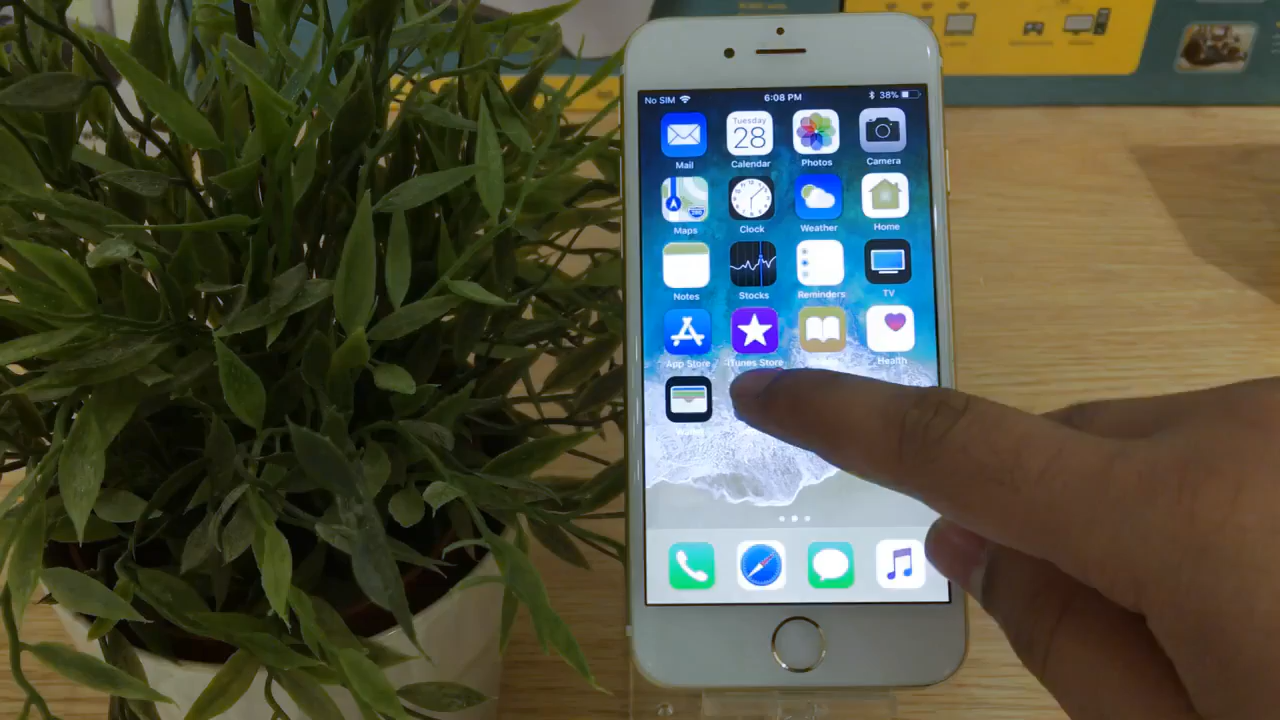 No SIM 6:08 PM 38%
Tuesday
28
Mail Calendar Photos Camera
Maps Clock Weather Home
280
Notes Stocks Reminders TV
App Store iTunes Store Health